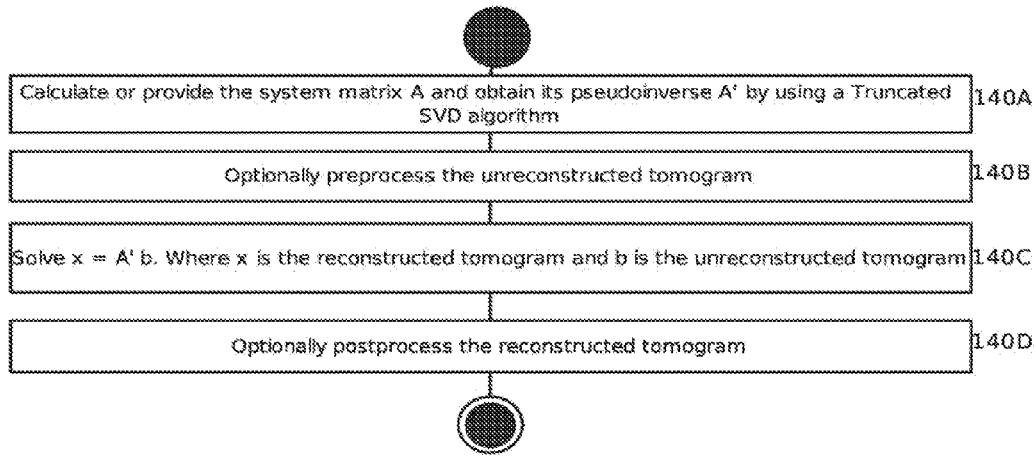 Calculate or provide the system matrix A and obtain its pseudoinverse A' by using a Truncated
SVD algorithm
140A
Optionally preprocess the unreconstructed tomogram
140B
Solve x = A' b. Where x is the reconstructed tomogram and b is the unreconstructed tomogram
140C
Optionally postprocess the reconstructed tomogram
140D